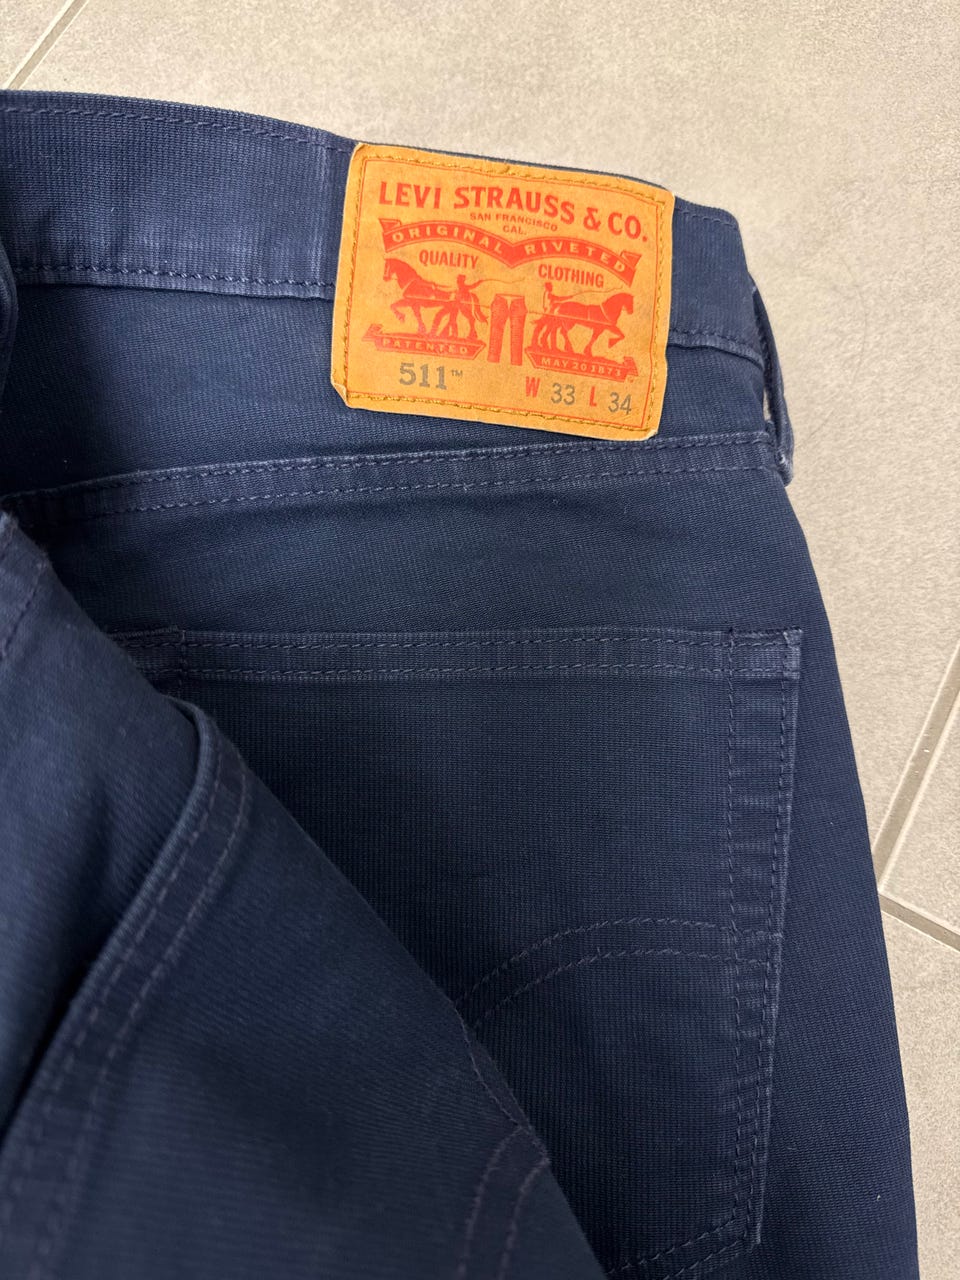 LEVI STRAUSS & CO.
SAN FRANCISCO
CAL.
ORIGINAL RIVETED
QUALITY CLOTHING
PATENTED MAY 20 1873
511™ W 33 L 34